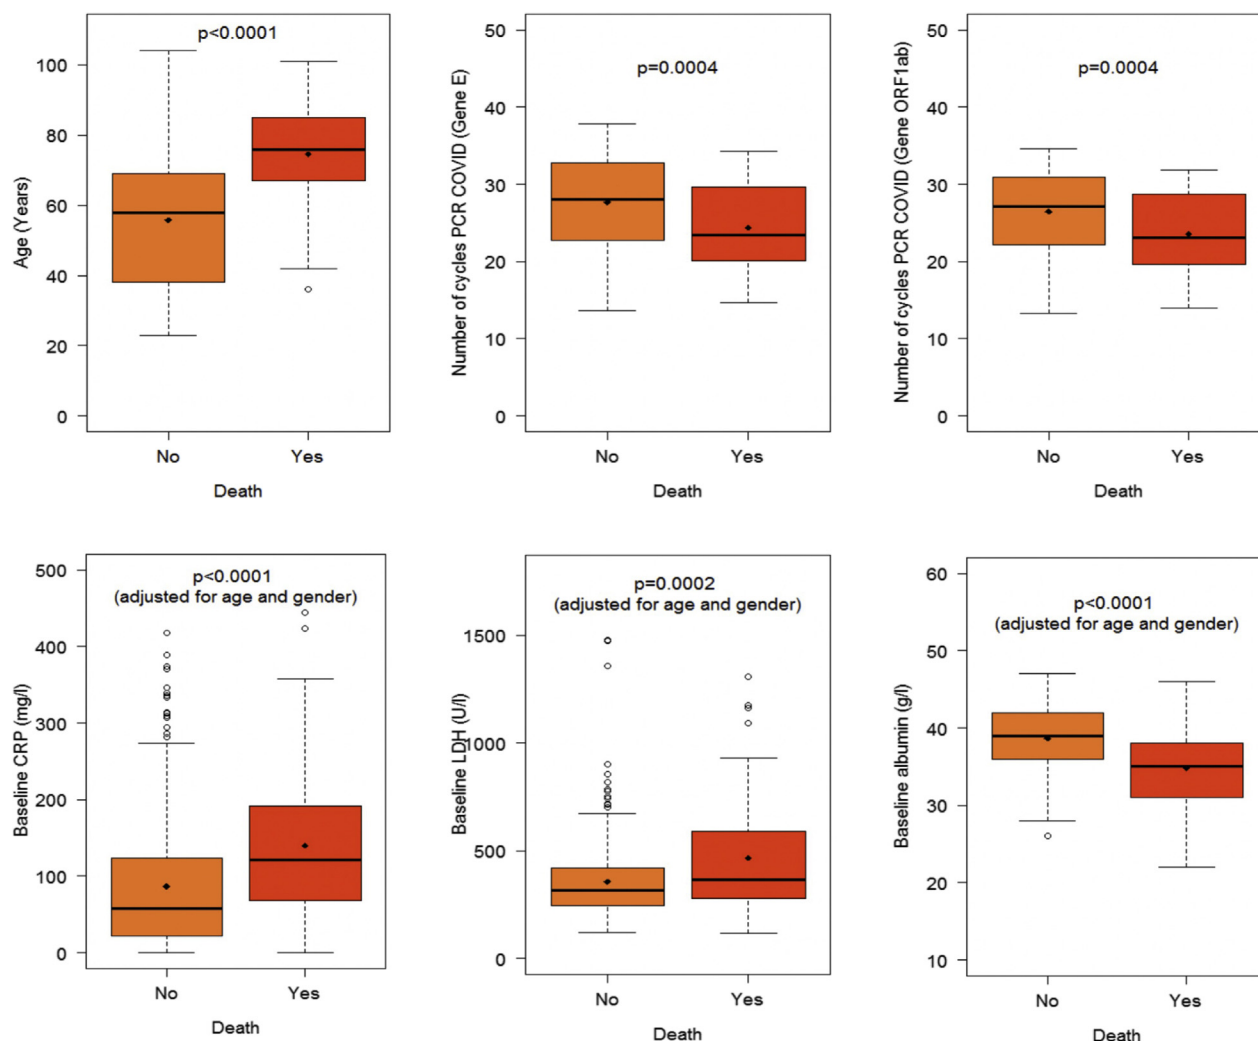 p<0.0001
100
80
60
40
20
0
Age (Years)
No
Yes
Death
p=0.0004
50
40
30
20
10
0
Number of cycles PCR COVID (Gene E)
No
Yes
Death
p=0.0004
50
40
30
20
10
0
Number of cycles PCR COVID (Gene ORF1ab)
No
Yes
Death
p<0.0001
(adjusted for age and gender)
500
400
300
200
100
0
Baseline CRP (mg/l)
No
Yes
Death
p=0.0002
(adjusted for age and gender)
1500
1000
500
0
Baseline LDH (U/l)
No
Yes
Death
p<0.0001
(adjusted for age and gender)
60
50
40
30
20
10
Baseline albumin (g/l)
No
Yes
Death